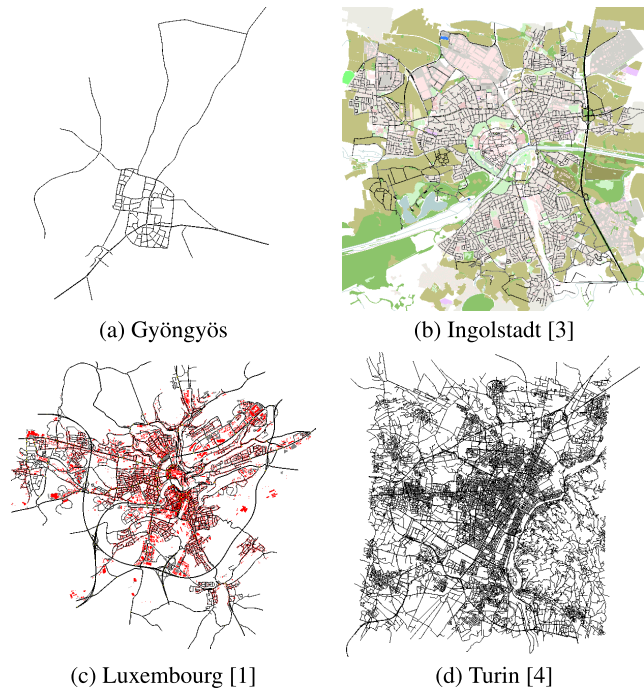 (a) Gyöngyös
(b) Ingolstadt [3]
(c) Luxembourg [1]
(d) Turin [4]